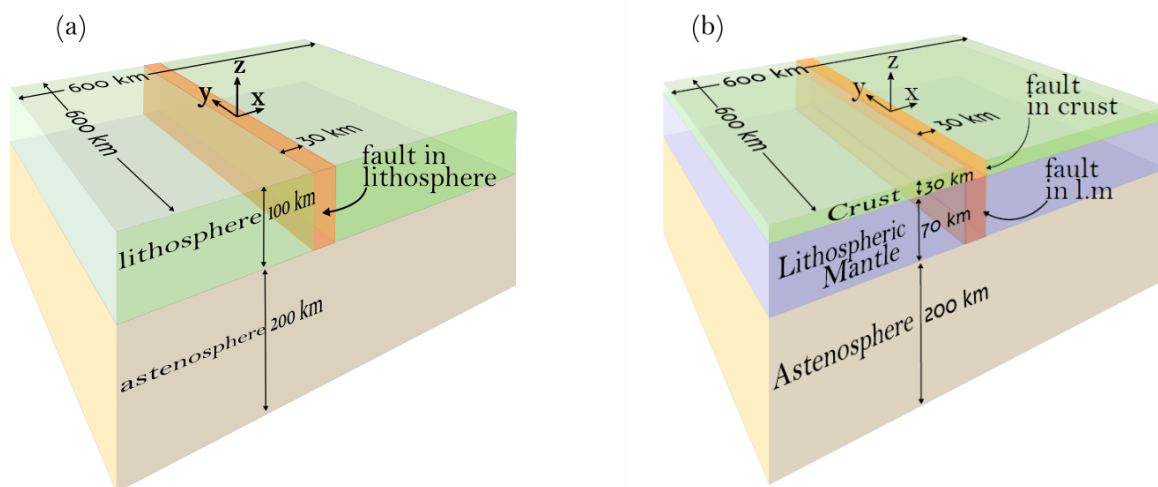 (a)
600 km
z
y
x
600 km
30 km
fault in
lithosphere
lithosphere
100 km
astenosphere
200 km
(b)
600 km
z
y
x
fault
in crust
600 km
30 km
fault
in l.m
Crust
30 km
Lithospheric
Mantle
70 km
Astenosphere
200 km